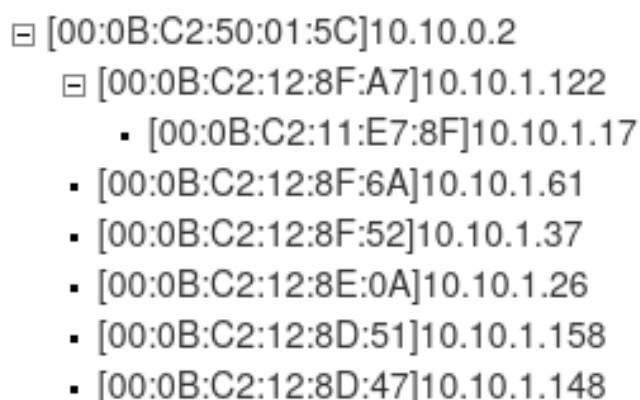 [00:0B:C2:50:01:5C]10.10.0.2
[00:0B:C2:12:8F:A7]10.10.1.122
[00:0B:C2:11:E7:8F]10.10.1.17
[00:0B:C2:12:8F:6A]10.10.1.61
[00:0B:C2:12:8F:52]10.10.1.37
[00:0B:C2:12:8E:0A]10.10.1.26
[00:0B:C2:12:8D:51]10.10.1.158
[00:0B:C2:12:8D:47]10.10.1.148